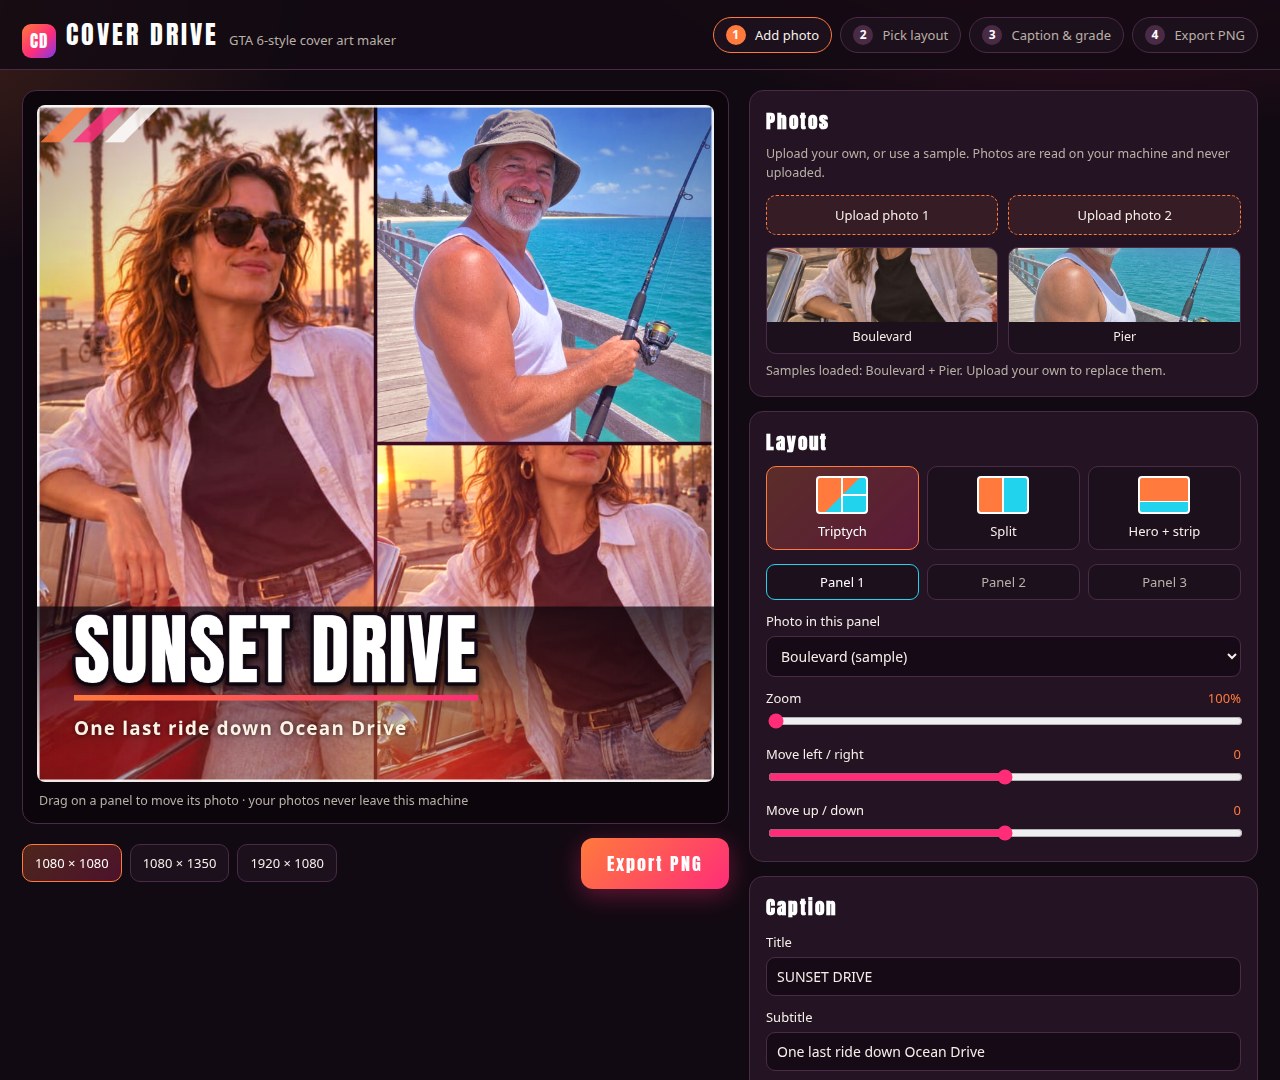 CD
COVER DRIVE
GTA 6-style cover art maker
1 Add photo
2 Pick layout
3 Caption & grade
4 Export PNG
SUNSET DRIVE
One last ride down Ocean Drive
Drag on a panel to move its photo · your photos never leave this machine
1080 × 1080
1080 × 1350
1920 × 1080
Export PNG
Photos
Upload your own, or use a sample. Photos are read on your machine and never
uploaded.
Upload photo 1
Upload photo 2
Boulevard
Pier
Samples loaded: Boulevard + Pier. Upload your own to replace them.
Layout
Triptych
Split
Hero + strip
Panel 1
Panel 2
Panel 3
Photo in this panel
Boulevard (sample)
Zoom
100%
Move left / right
0
Move up / down
0
Caption
Title
SUNSET DRIVE
Subtitle
One last ride down Ocean Drive